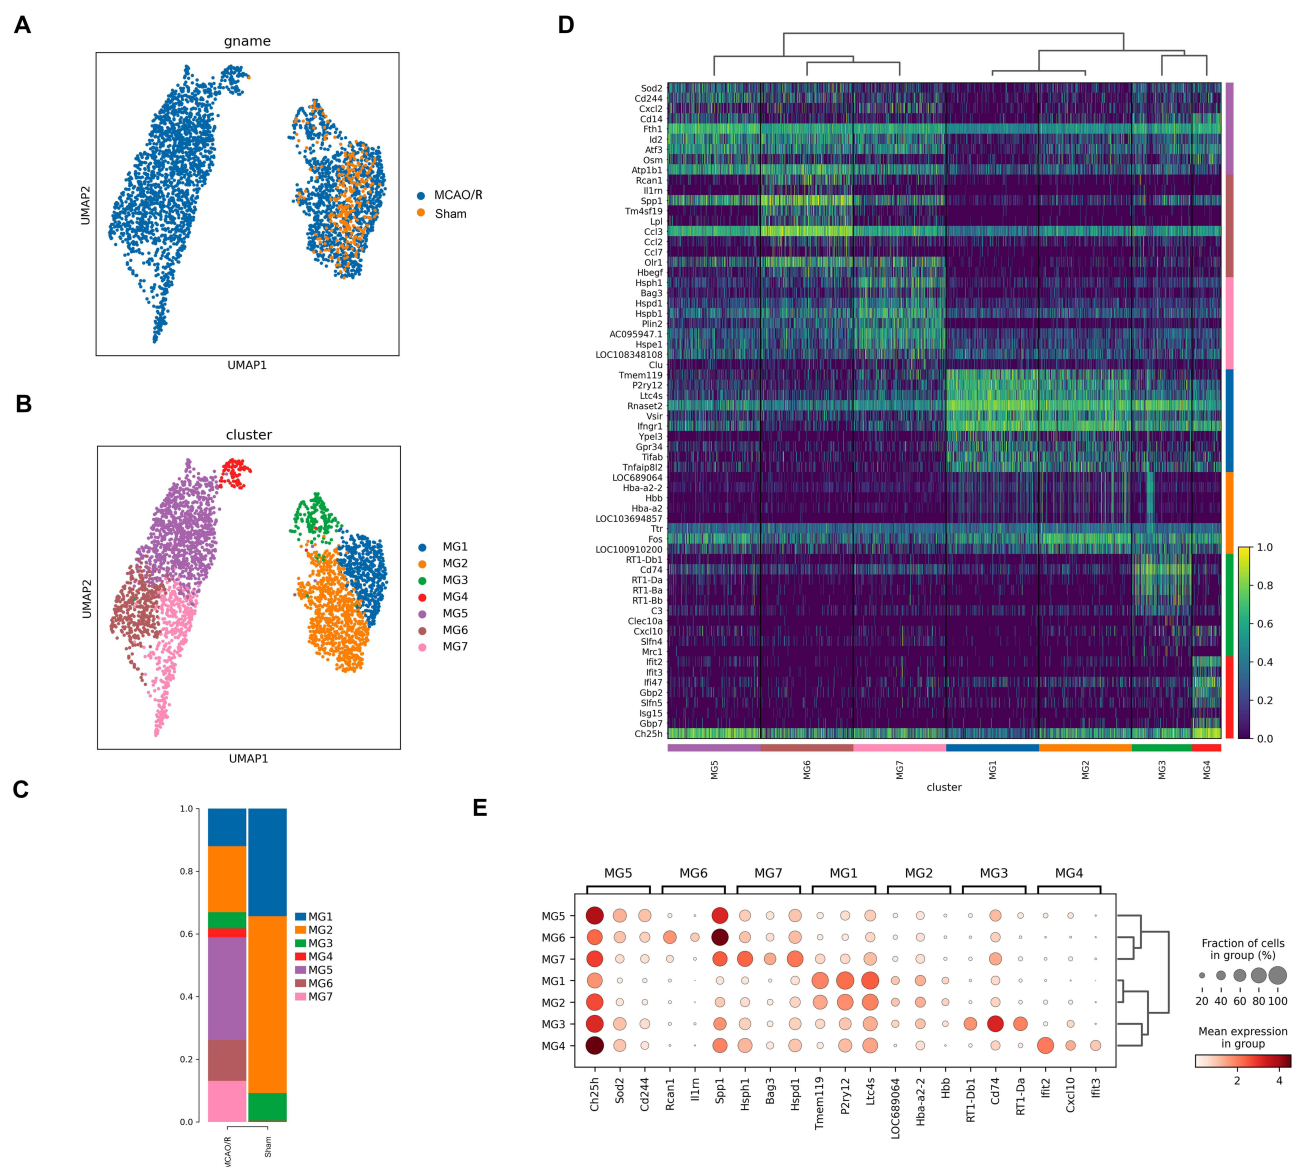 A
gname
UMAP2
UMAP1
MCAO/R
Sham
B
cluster
UMAP2
UMAP1
MG1
MG2
MG3
MG4
MG5
MG6
MG7
C
1.0
0.8
0.6
0.4
0.2
0.0
MCAO/R
Sham
MG1
MG2
MG3
MG4
MG5
MG6
MG7
D
Sod2
Cd244
Cxcl2
Cd14
Fth1
Id2
Atf3
Osm
Atp1b1
Rcan1
Il1rn
Spp1
Tm4sf19
Lpl
Ccl3
Ccl2
Ccl7
Olr1
Hbegf
Hsph1
Bag3
Hspd1
Hspb1
Plin2
AC095947.1
Hspe1
LOC108348108
Clu
Tmem119
P2ry12
Ltc4s
Rnaset2
Vsir
Ifngr1
Ypel3
Gpr34
Tifab
Tnfaip8l2
LOC689064
Hba-a2-2
Hbb
Hba-a2
LOC103694857
Ttr
Fos
LOC100910200
RT1-Db1
Cd74
RT1-Da
RT1-Ba
RT1-Bb
C3
Clec10a
Cxcl10
Slfn4
Mrc1
Ifit2
Ifit3
Ifi47
Gbp2
Slfn5
Isg15
Gbp7
Ch25h
MG5 MG6 MG7 MG1 MG2 MG3 MG4
cluster
1.0
0.8
0.6
0.4
0.2
0.0
E
MG5 MG6 MG7 MG1 MG2 MG3 MG4
MG5
MG6
MG7
MG1
MG2
MG3
MG4
Ch25h Sod2 Cd244 Rcan1 Il1rn Spp1 Hsph1 Bag3 Hspd1 Tmem119 P2ry12 Ltc4s LOC689064 Hba-a2-2 Hbb RT1-Db1 Cd74 RT1-Da Ifit2 Cxcl10 Ifit3
Fraction of cells
in group (%)
20 40 60 80 100
Mean expression
in group
2 4